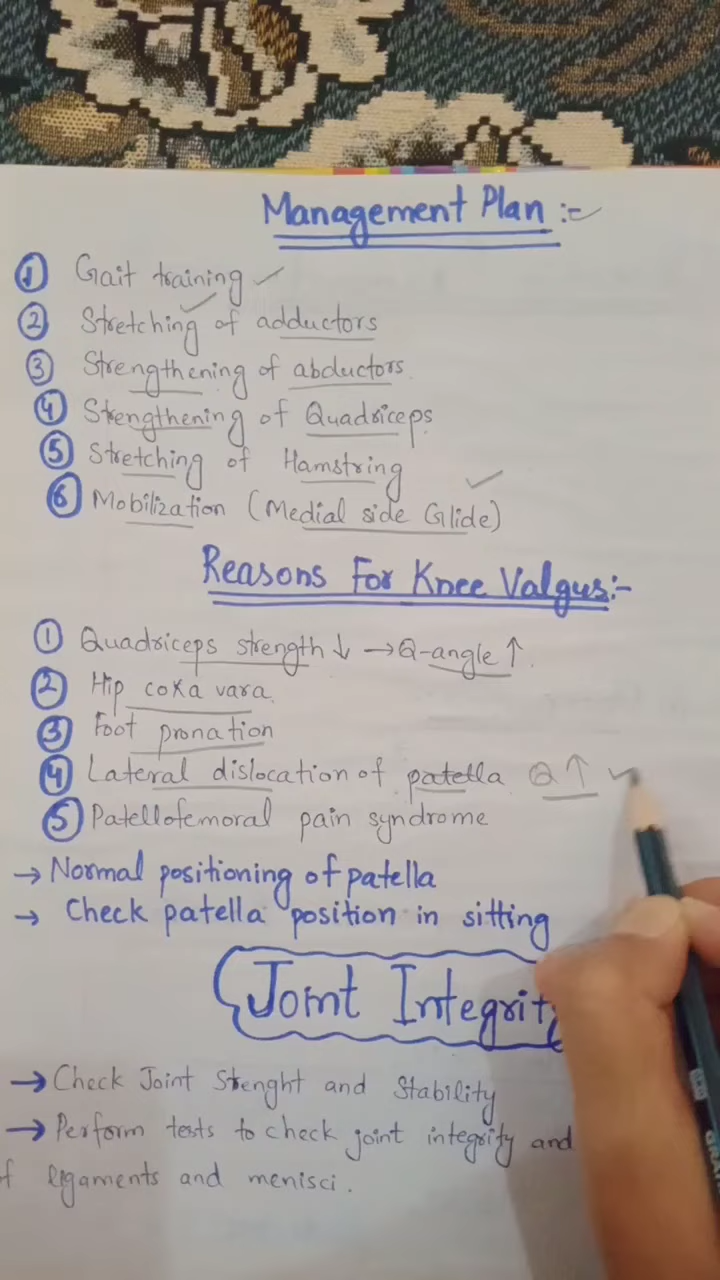 Management Plan :-
① Gait training ✓
② Stretching of adductors
③ Strengthening of abductors
④ Strengthening of Quadriceps
⑤ Stretching of Hamstring
⑥ Mobilization (Medial side Glide)
Reasons For Knee Valgus:-
① Quadriceps strength ↓ → Q-angle ↑
② Hip coxa vara
③ Foot pronation
④ Lateral dislocation of patella Q ↑
⑤ Patellofemoral pain syndrome
→ Normal positioning of patella
→ Check patella position in sitting
Joint Integrity
→ Check Joint Strenght and Stability
→ Perform tests to check joint integrity and
ligaments and menisci.